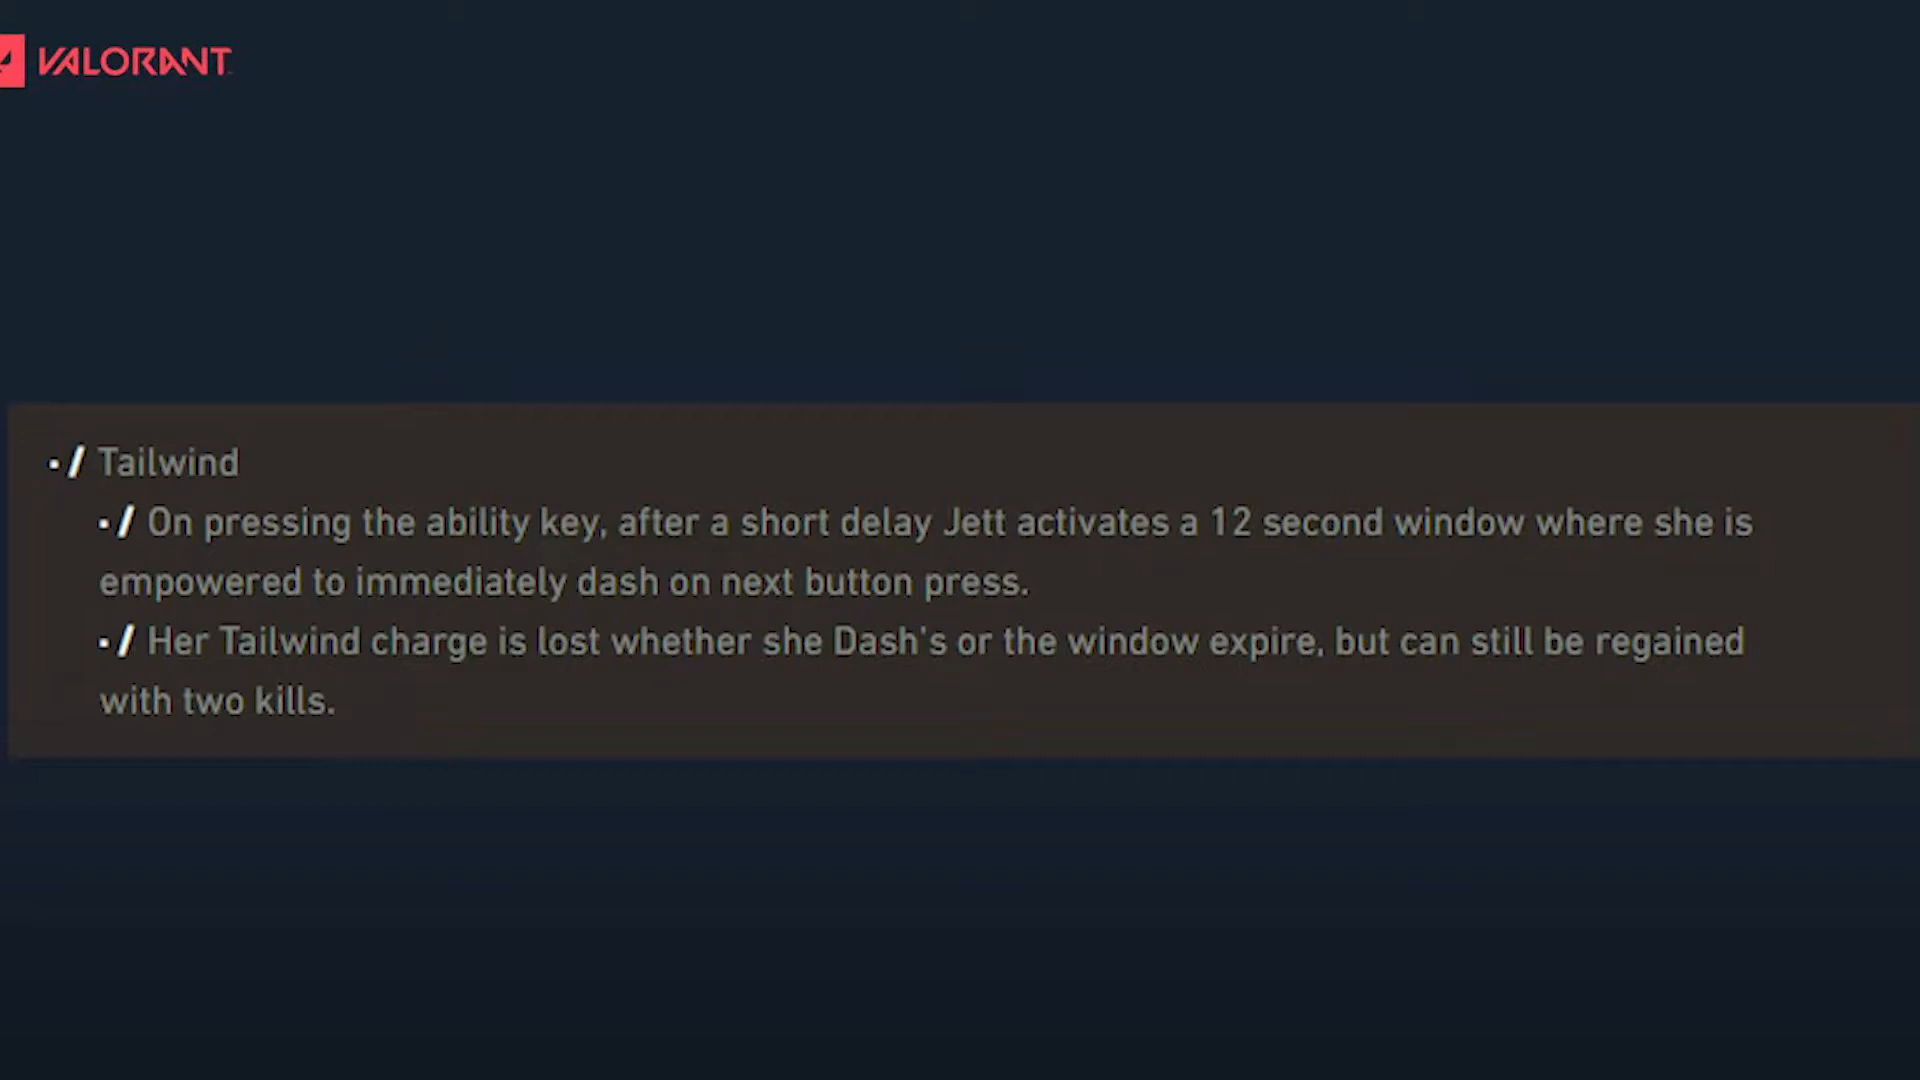 VALORANT
· / Tailwind
· / On pressing the ability key, after a short delay Jett activates a 12 second window where she is
empowered to immediately dash on next button press.
· / Her Tailwind charge is lost whether she Dash's or the window expire, but can still be regained
with two kills.